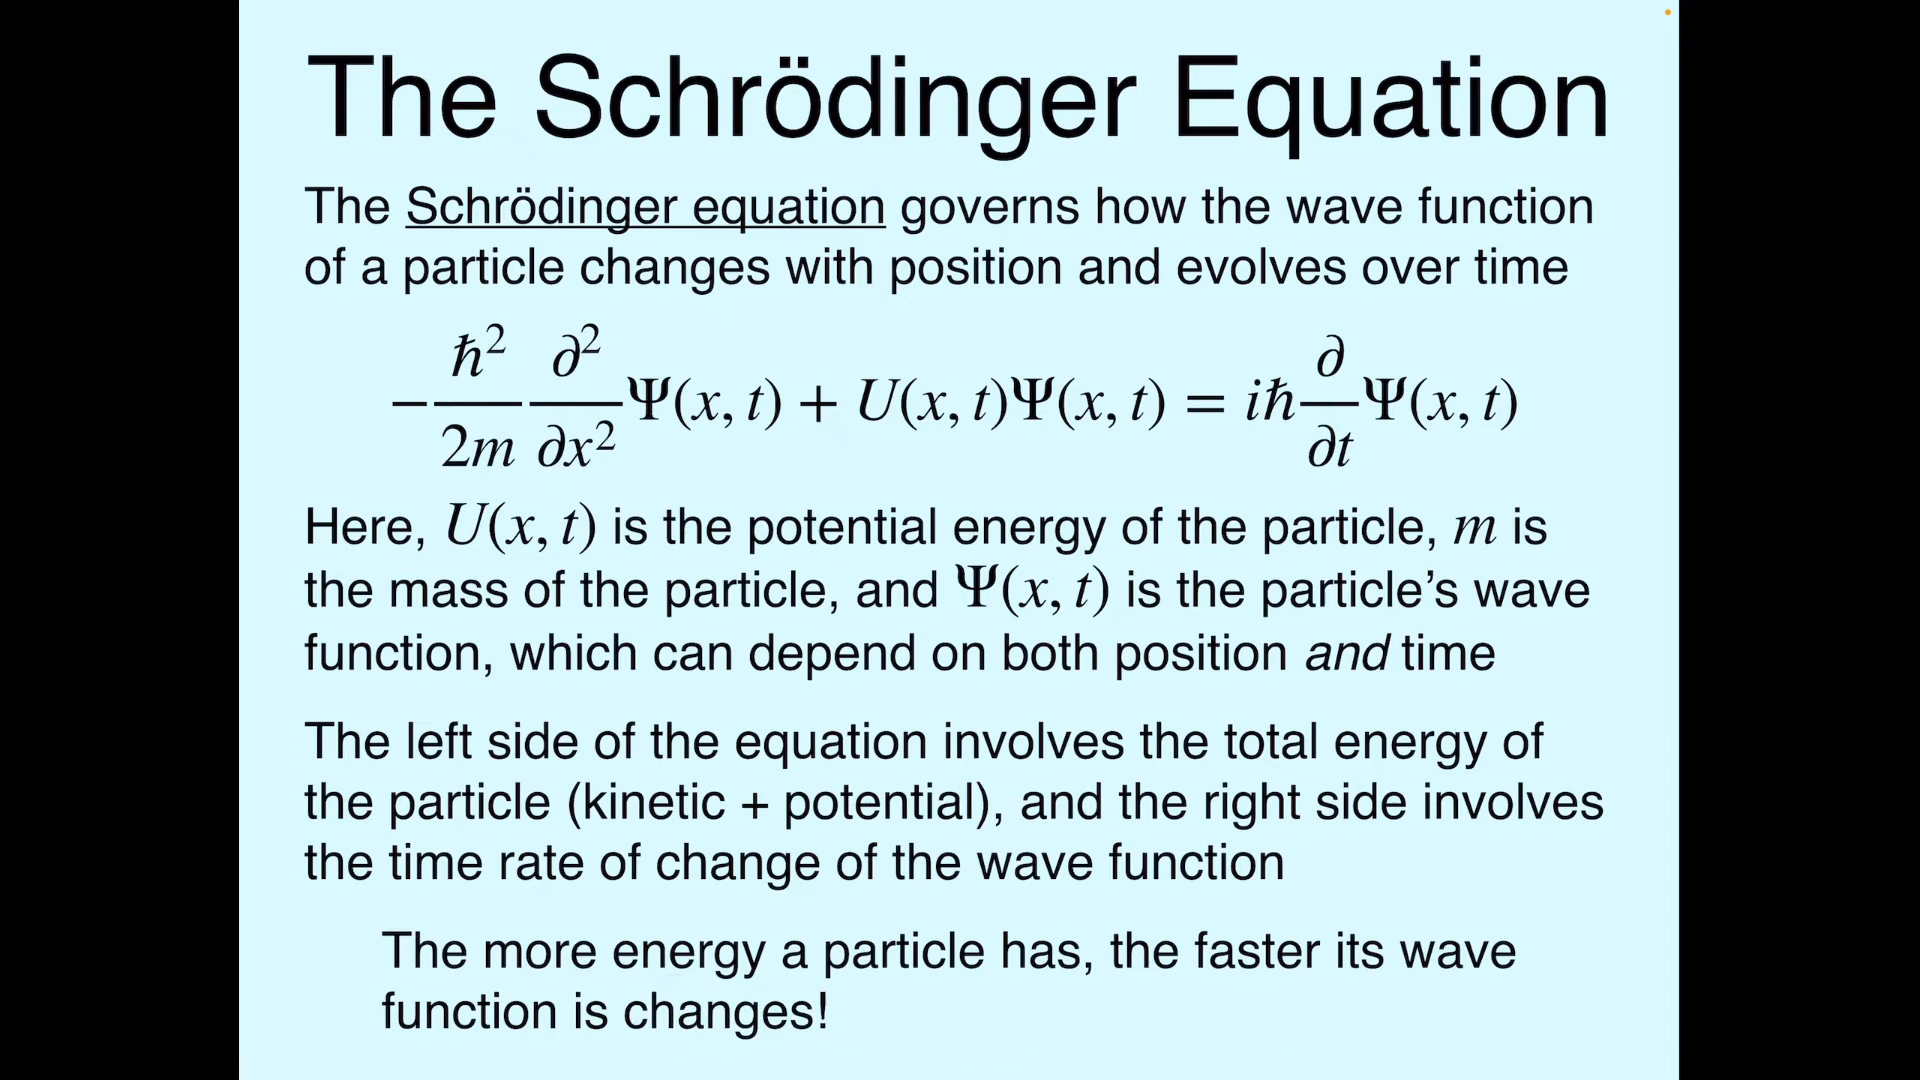 The Schrödinger Equation
The Schrödinger equation governs how the wave function
of a particle changes with position and evolves over time
−ħ²/2m ∂²/∂x² Ψ(x, t) + U(x, t)Ψ(x, t) = iħ ∂/∂t Ψ(x, t)
Here, U(x, t) is the potential energy of the particle, m is
the mass of the particle, and Ψ(x, t) is the particle’s wave
function, which can depend on both position and time
The left side of the equation involves the total energy of
the particle (kinetic + potential), and the right side involves
the time rate of change of the wave function
The more energy a particle has, the faster its wave
function is changes!